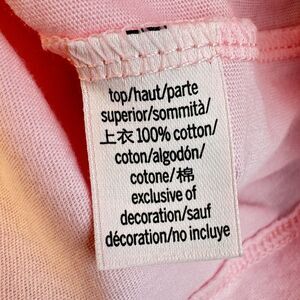 top/haut/parte
superior/sommità/
上衣 100% cotton/
coton/algodón/
cotone/棉
exclusive of
decoration/sauf
décoration/no incluye